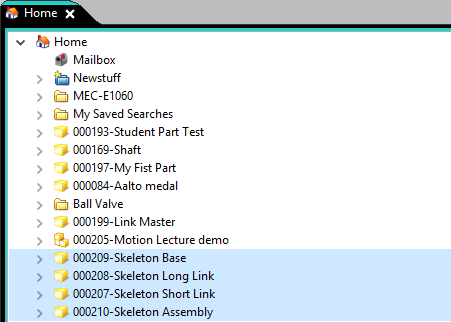 Home
Home
Mailbox
Newstuff
MEC-E1060
My Saved Searches
000193-Student Part Test
000169-Shaft
000197-My Fist Part
000084-Aalto medal
Ball Valve
000199-Link Master
000205-Motion Lecture demo
000209-Skeleton Base
000208-Skeleton Long Link
000207-Skeleton Short Link
000210-Skeleton Assembly